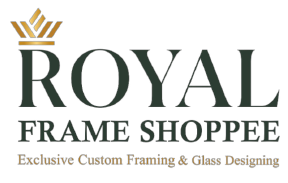 ROYAL
FRAME SHOPPEE
Exclusive Custom Framing & Glass Designing